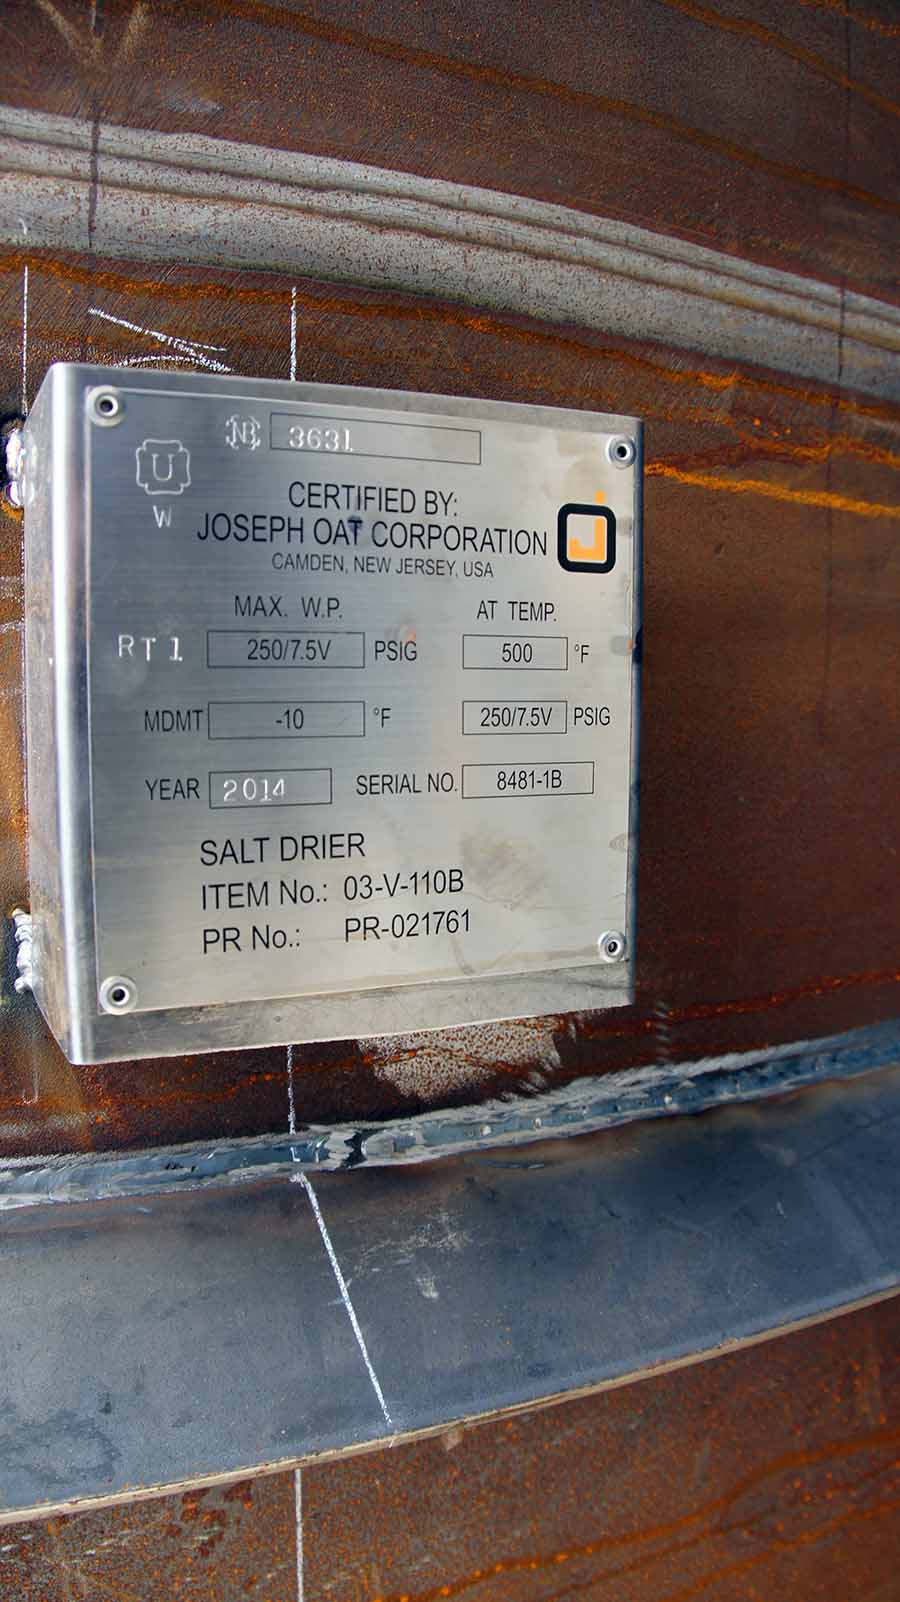 NB 3631
U
W
CERTIFIED BY:
JOSEPH OAT CORPORATION
CAMDEN, NEW JERSEY, USA
MAX. W.P. AT TEMP.
RT 1 250/7.5V PSIG 500 °F
MDMT -10 °F 250/7.5V PSIG
YEAR 2014 SERIAL NO. 8481-1B
SALT DRIER
ITEM No.: 03-V-110B
PR No.: PR-021761